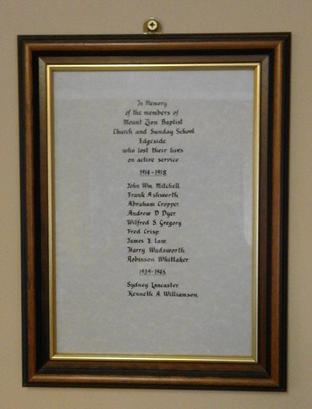 In Memory
of the members of
Mount Zion Baptist
Church and Sunday School
Edgeside
who lost their lives
on active service
1914-1918
John Wm. Mitchell
Frank Ashworth
Abraham Cropper
Andrew D Dyer
Wilfred S. Gregory
Fred Crisp
James Law
Harry Wadsworth
Robinson Whittaker
1939-1945
Sydney Lancaster
Kenneth A. Williamson